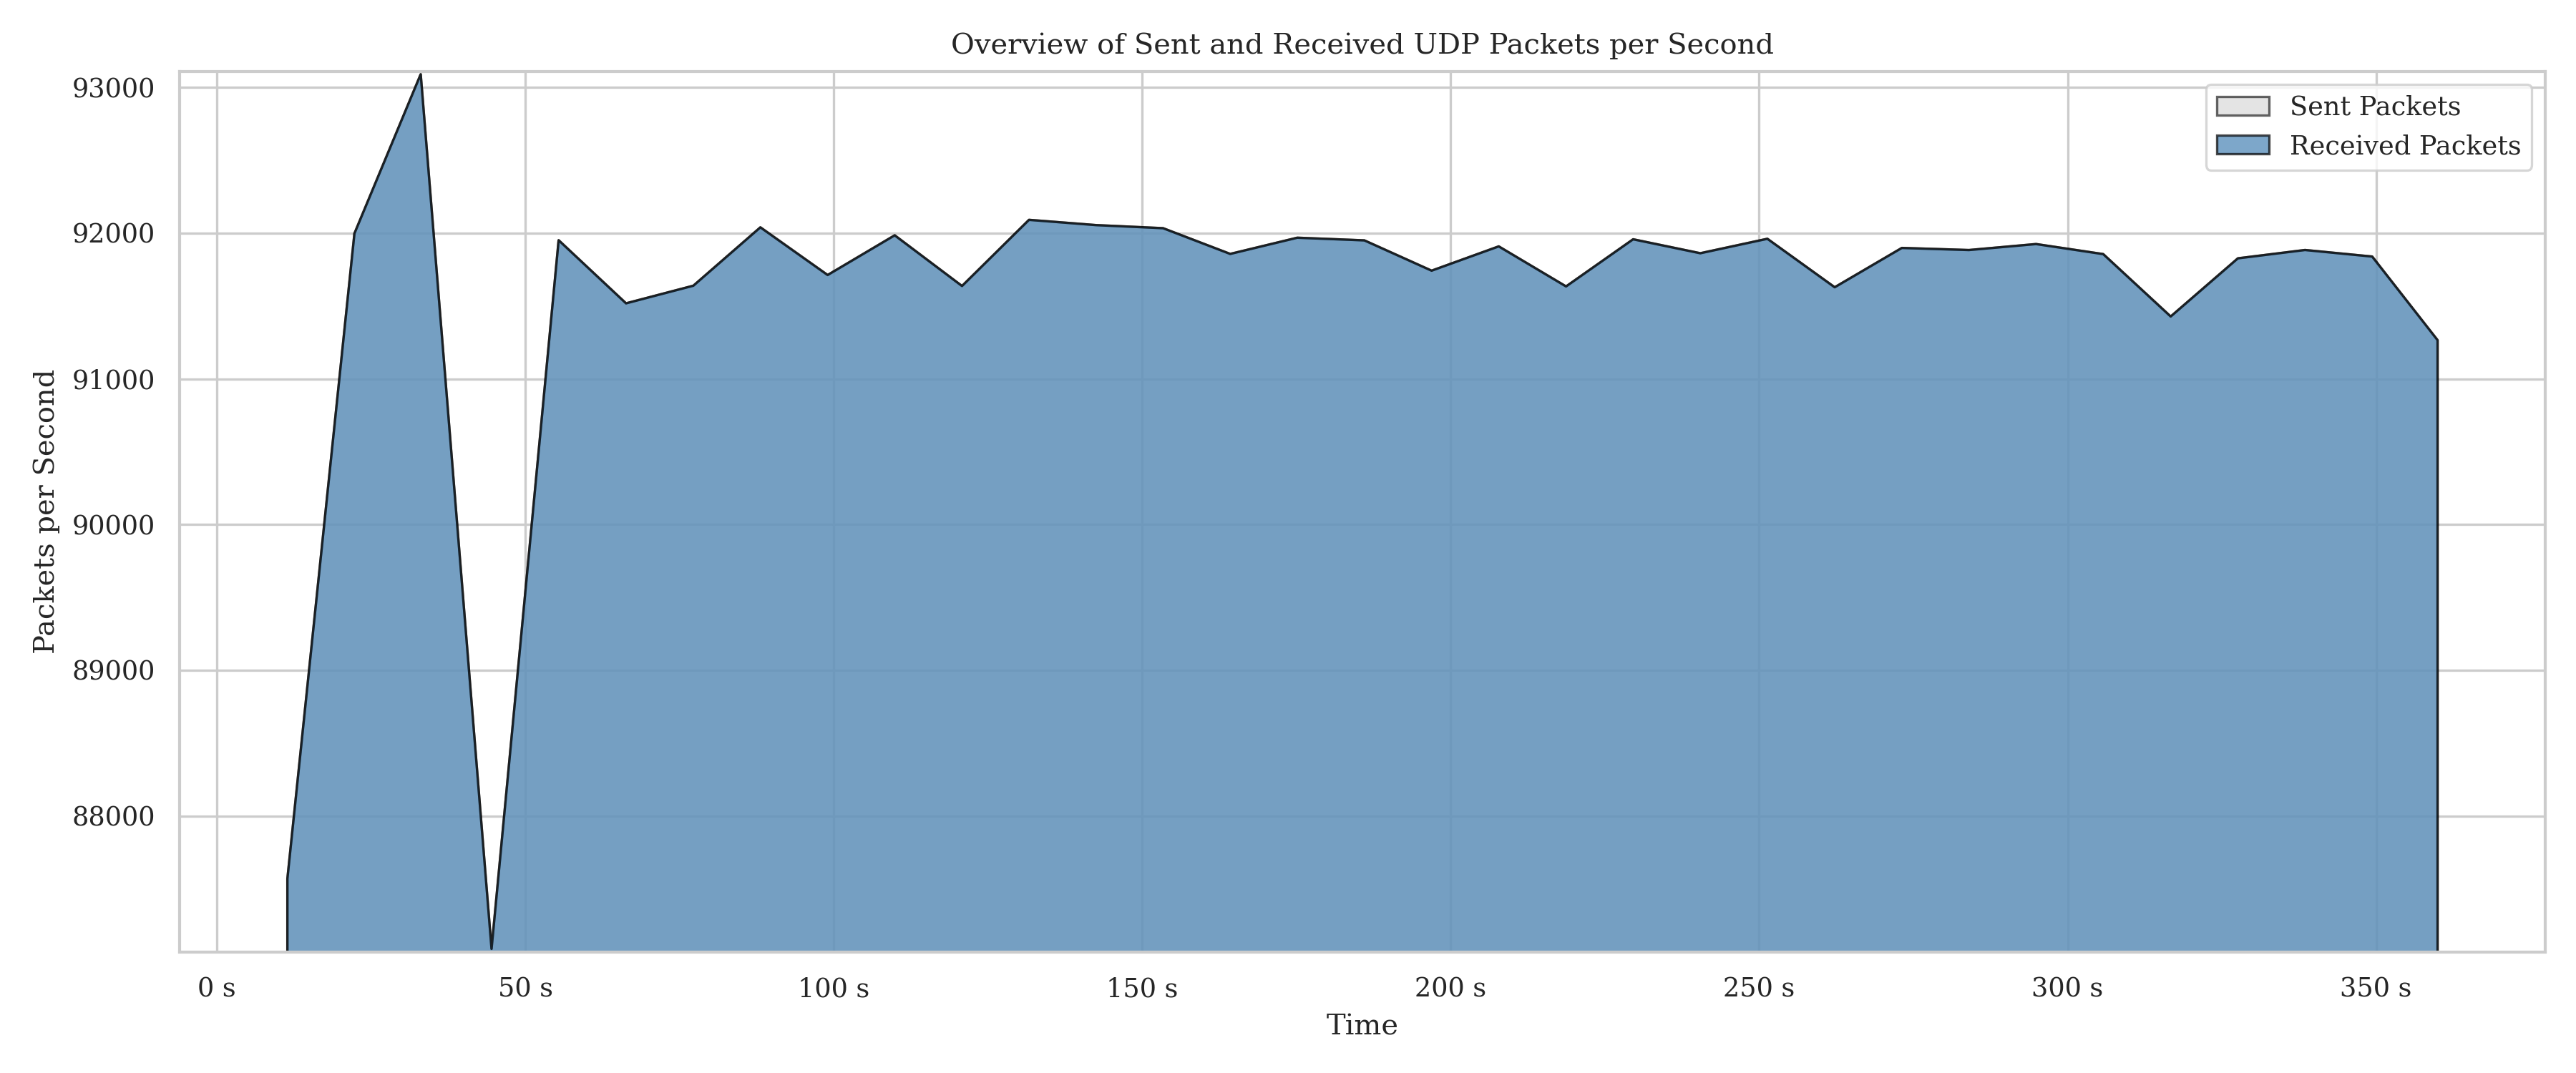 Overview of Sent and Received UDP Packets per Second
Sent Packets
Received Packets
Packets per Second
93000
92000
91000
90000
89000
88000
0 s
50 s
100 s
150 s
200 s
250 s
300 s
350 s
Time